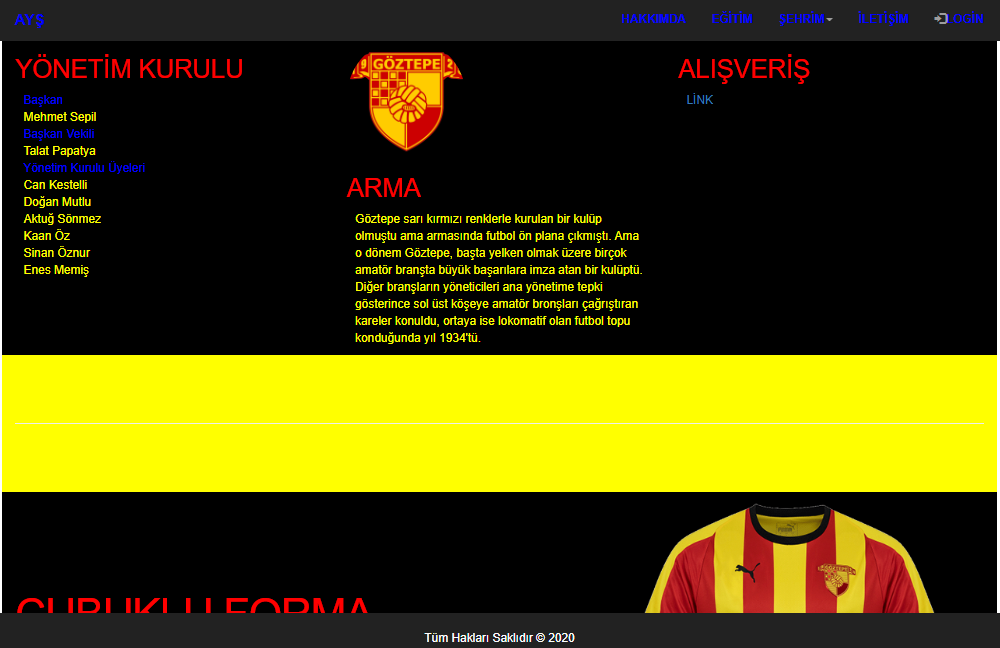 AYŞ
HAKKIMDA EĞİTİM ŞEHRİM İLETİŞİM LOGIN
YÖNETİM KURULU
Başkan
Mehmet Sepil
Başkan Vekili
Talat Papatya
Yönetim Kurulu Üyeleri
Can Kestelli
Doğan Mutlu
Aktuğ Sönmez
Kaan Öz
Sinan Öznur
Enes Memiş
GÖZTEPE
ARMA
Göztepe sarı kırmızı renklerle kurulan bir kulüp
olmuştu ama armasında futbol ön plana çıkmıştı. Ama
o dönem Göztepe, başta yelken olmak üzere birçok
amatör branşta büyük başarılara imza atan bir kulüptü.
Diğer branşların yöneticileri ana yönetime tepki
gösterince sol üst köşeye amatör bronşları çağrıştıran
kareler konuldu, ortaya ise lokomatif olan futbol topu
konduğunda yıl 1934'tü.
ALIŞVERİŞ
LİNK
ÇUBUKLU FORMA
Tüm Hakları Saklıdır © 2020